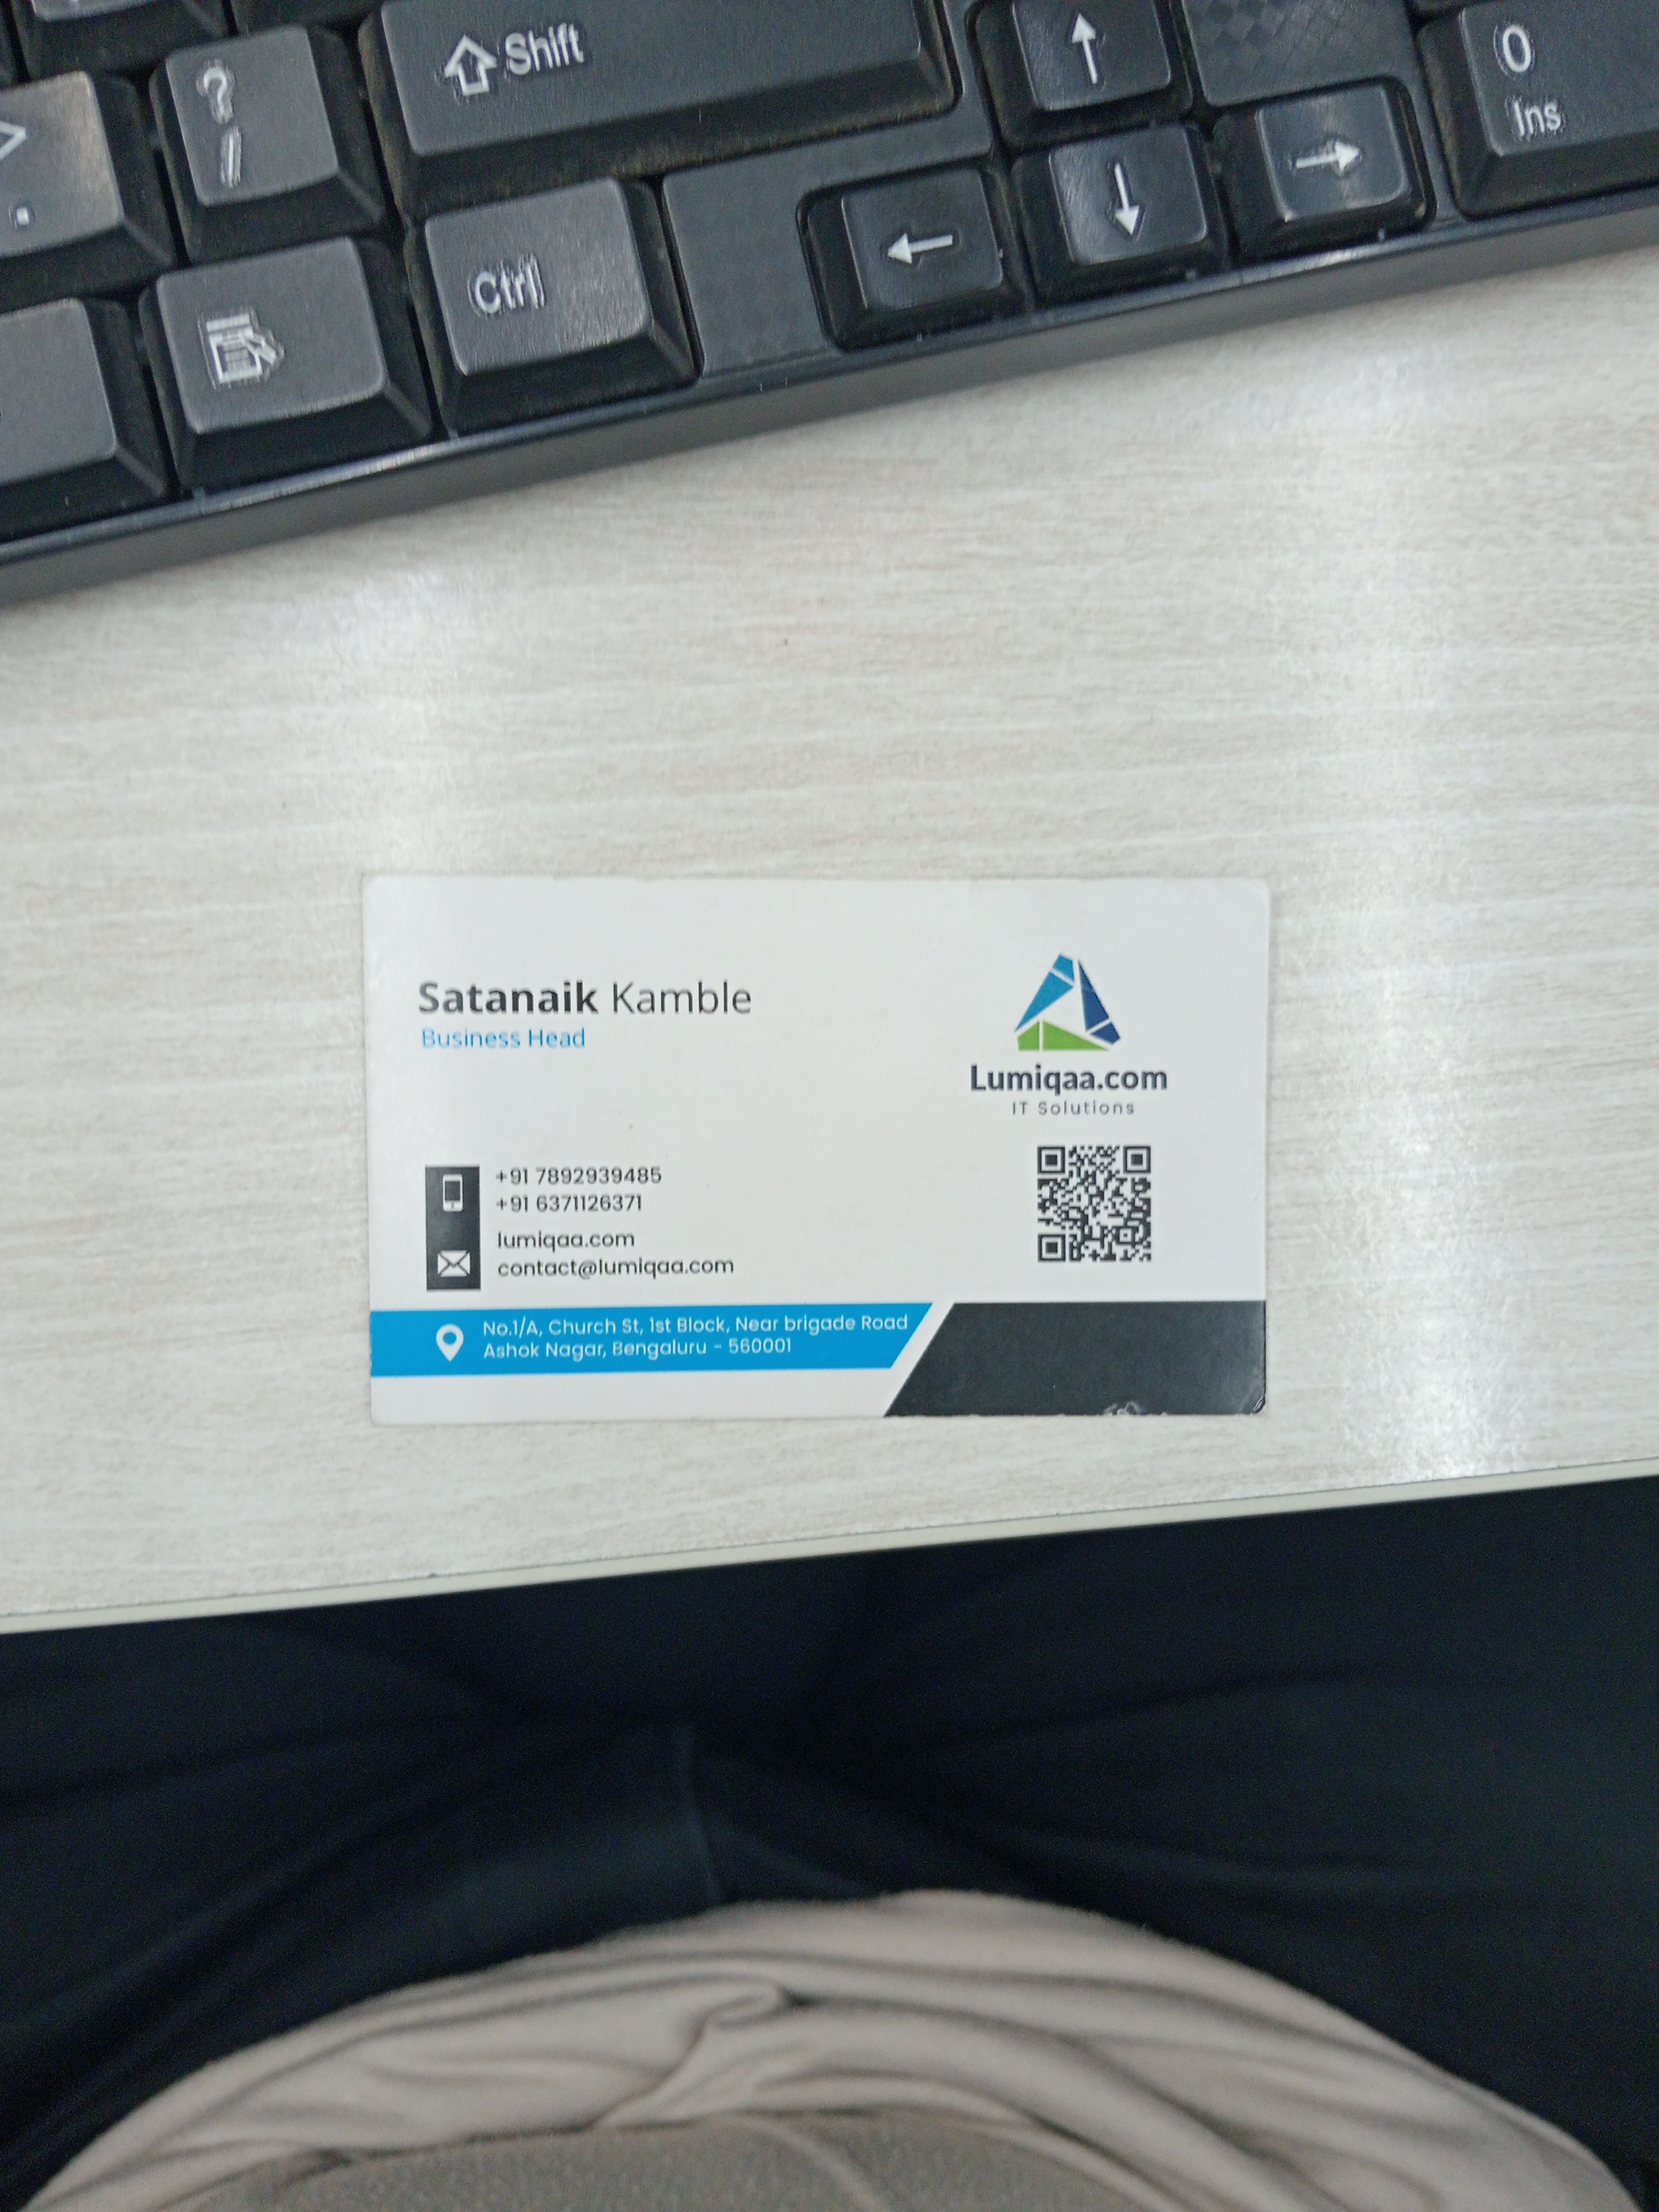 Shift
?
/
>
.
Ctrl
0
Ins
Satanaik Kamble
Business Head
Lumiqaa.com
IT Solutions
+91 7892939485
+91 6371126371
lumiqaa.com
contact@lumiqaa.com
No.1/A, Church St, 1st Block, Near brigade Road
Ashok Nagar, Bengaluru - 560001